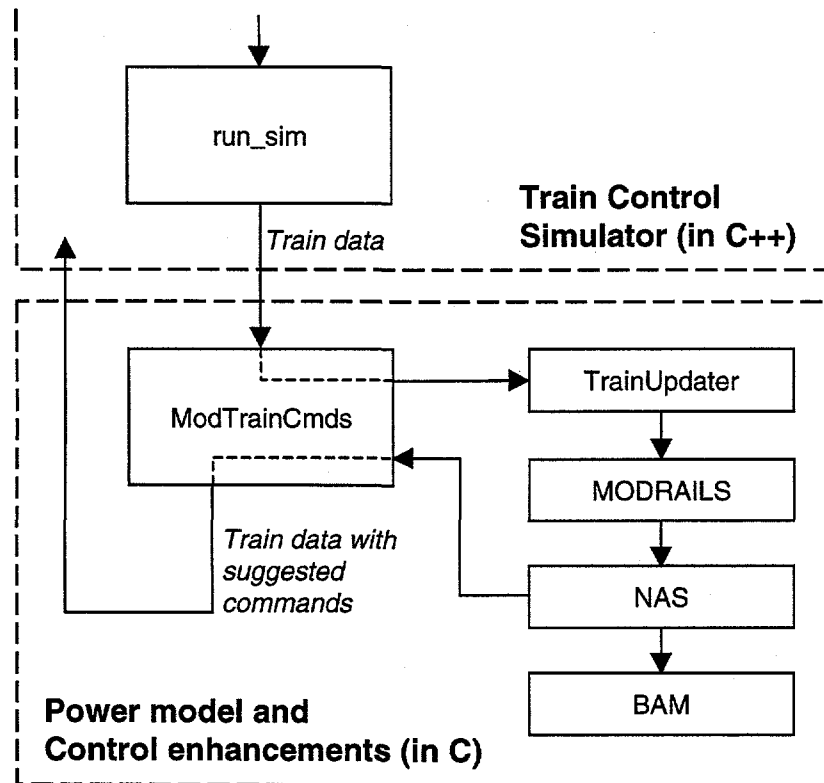 run_sim
Train Control
Simulator (in C++)
Train data
ModTrainCmds
TrainUpdater
MODRAILS
NAS
BAM
Train data with
suggested
commands
Power model and
Control enhancements (in C)